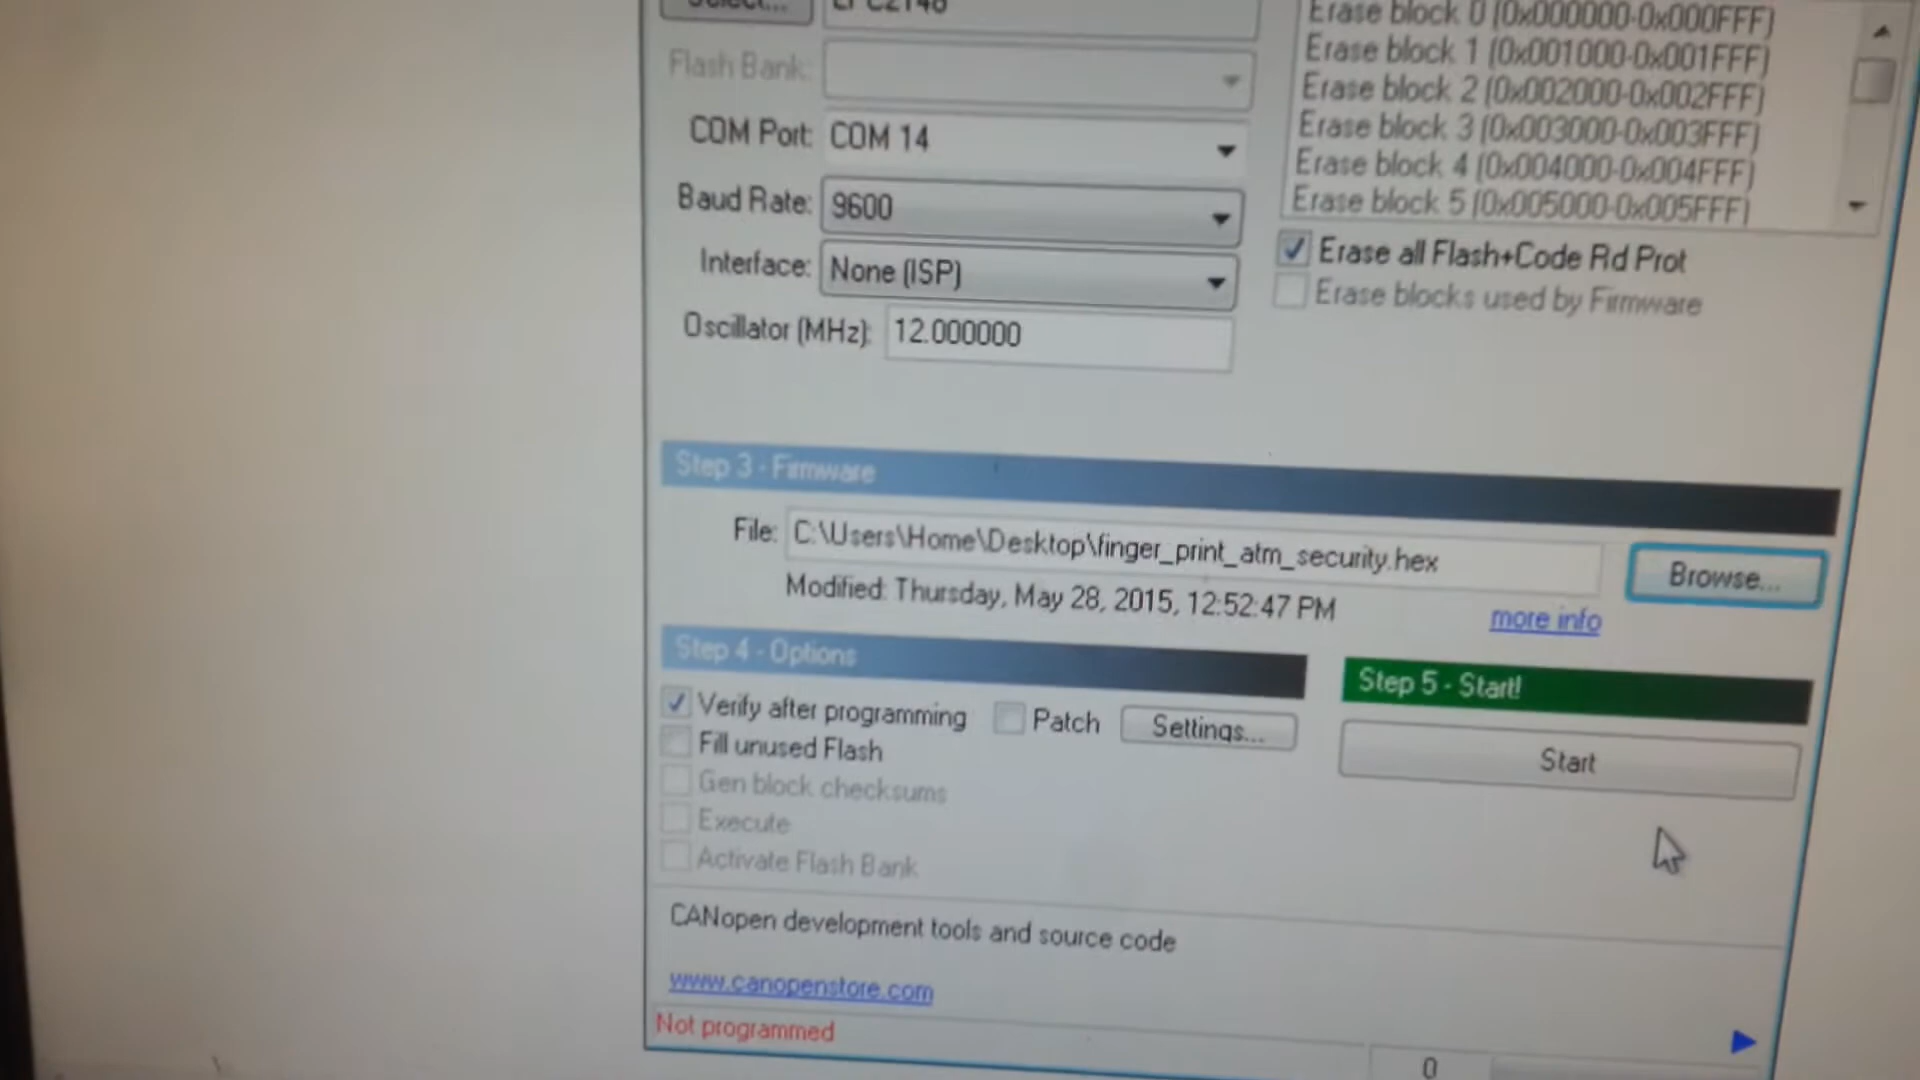 Select... LPC2148
Flash Bank:
COM Port: COM 14
Baud Rate: 9600
Interface: None (ISP)
Oscillator (MHz): 12.000000
Erase block 0 (0x000000-0x000FFF)
Erase block 1 (0x001000-0x001FFF)
Erase block 2 (0x002000-0x002FFF)
Erase block 3 (0x003000-0x003FFF)
Erase block 4 (0x004000-0x004FFF)
Erase block 5 (0x005000-0x005FFF)
Erase all Flash+Code Rd Prot
Erase blocks used by Firmware
Step 3 - Firmware
File: C:\Users\Home\Desktop\finger_print_atm_security.hex
Browse...
Modified: Thursday, May 28, 2015, 12:52:47 PM
more info
Step 4 - Options
Verify after programming
Patch
Settings...
Fill unused Flash
Gen block checksums
Execute
Activate Flash Bank
Step 5 - Start!
Start
CANopen development tools and source code
www.canopenstore.com
Not programmed
0